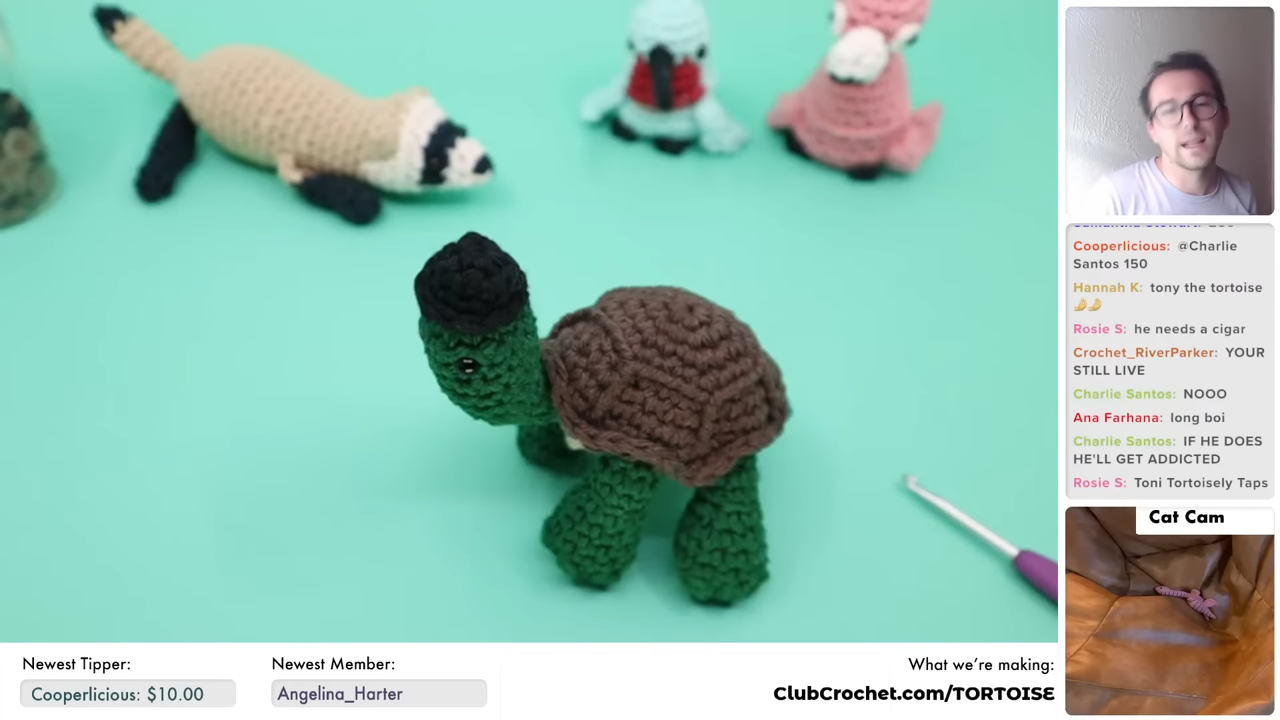 Cooperlicious: @Charlie
Santos 150
Hannah K: tony the tortoise
🤌🤌
Rosie S: he needs a cigar
Crochet_RiverParker: YOUR
STILL LIVE
Charlie Santos: NOOO
Ana Farhana: long boi
Charlie Santos: IF HE DOES
HE'LL GET ADDICTED
Rosie S: Toni Tortoisely Taps
Cat Cam
Newest Tipper:
Cooperlicious: $10.00
Newest Member:
Angelina_Harter
What we're making:
ClubCrochet.com/TORTOISE